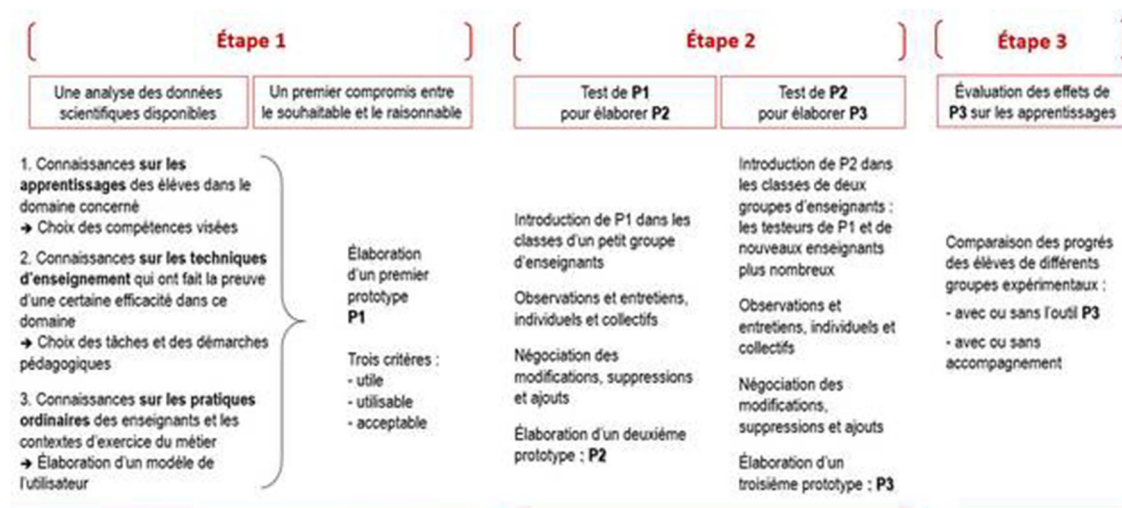 Étape 1
Une analyse des données
scientifiques disponibles
Un premier compromis entre
le souhaitable et le raisonnable
1. Connaissances sur les
apprentissages des élèves dans le
domaine concerné
➔ Choix des compétences visées
2. Connaissances sur les techniques
d'enseignement qui ont fait la preuve
d'une certaine efficacité dans ce
domaine
➔ Choix des tâches et des démarches
pédagogiques
3. Connaissances sur les pratiques
ordinaires des enseignants et les
contextes d'exercice du métier
➔ Élaboration d'un modèle de
l'utilisateur
Élaboration
d'un premier
prototype
P1
Trois critères :
- utile
- utilisable
- acceptable
Étape 2
Test de P1
pour élaborer P2
Introduction de P1 dans les
classes d'un petit groupe
d'enseignants
Observations et entretiens,
individuels et collectifs
Négociation des
modifications, suppressions
et ajouts
Élaboration d'un deuxième
prototype : P2
Test de P2
pour élaborer P3
Introduction de P2 dans
les classes de deux
groupes d'enseignants :
les testeurs de P1 et de
nouveaux enseignants
plus nombreux
Observations et
entretiens, individuels et
collectifs
Négociation des
modifications,
suppressions et ajouts
Élaboration d'un
troisième prototype : P3
Étape 3
Évaluation des effets de
P3 sur les apprentissages
Comparaison des progrés
des élèves de différents
groupes expérimentaux :
- avec ou sans l'outil P3
- avec ou sans
accompagnement